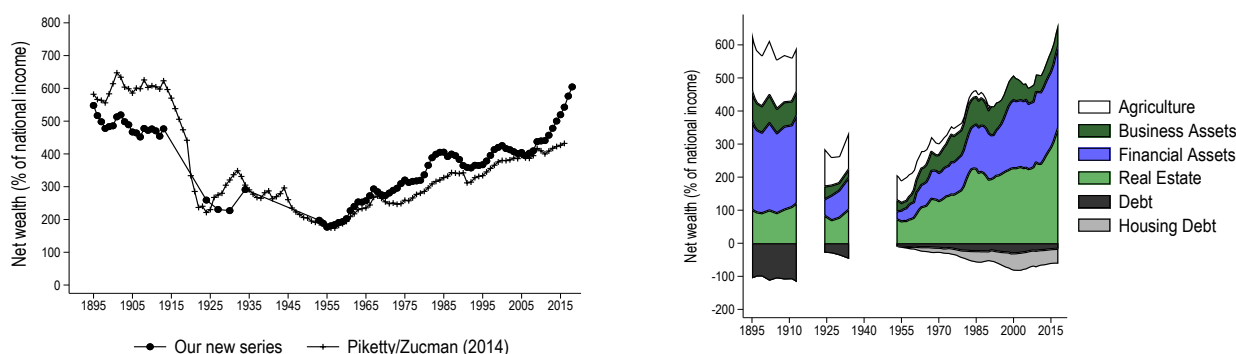 Net wealth (% of national income)
800
700
600
500
400
300
200
100
0
1895 1905 1915 1925 1935 1945 1955 1965 1975 1985 1995 2005 2015
Our new series
Piketty/Zucman (2014)
Net wealth (% of national income)
600
500
400
300
200
100
0
-100
-200
1895 1910 1925 1940 1955 1970 1985 2000 2015
Agriculture
Business Assets
Financial Assets
Real Estate
Debt
Housing Debt